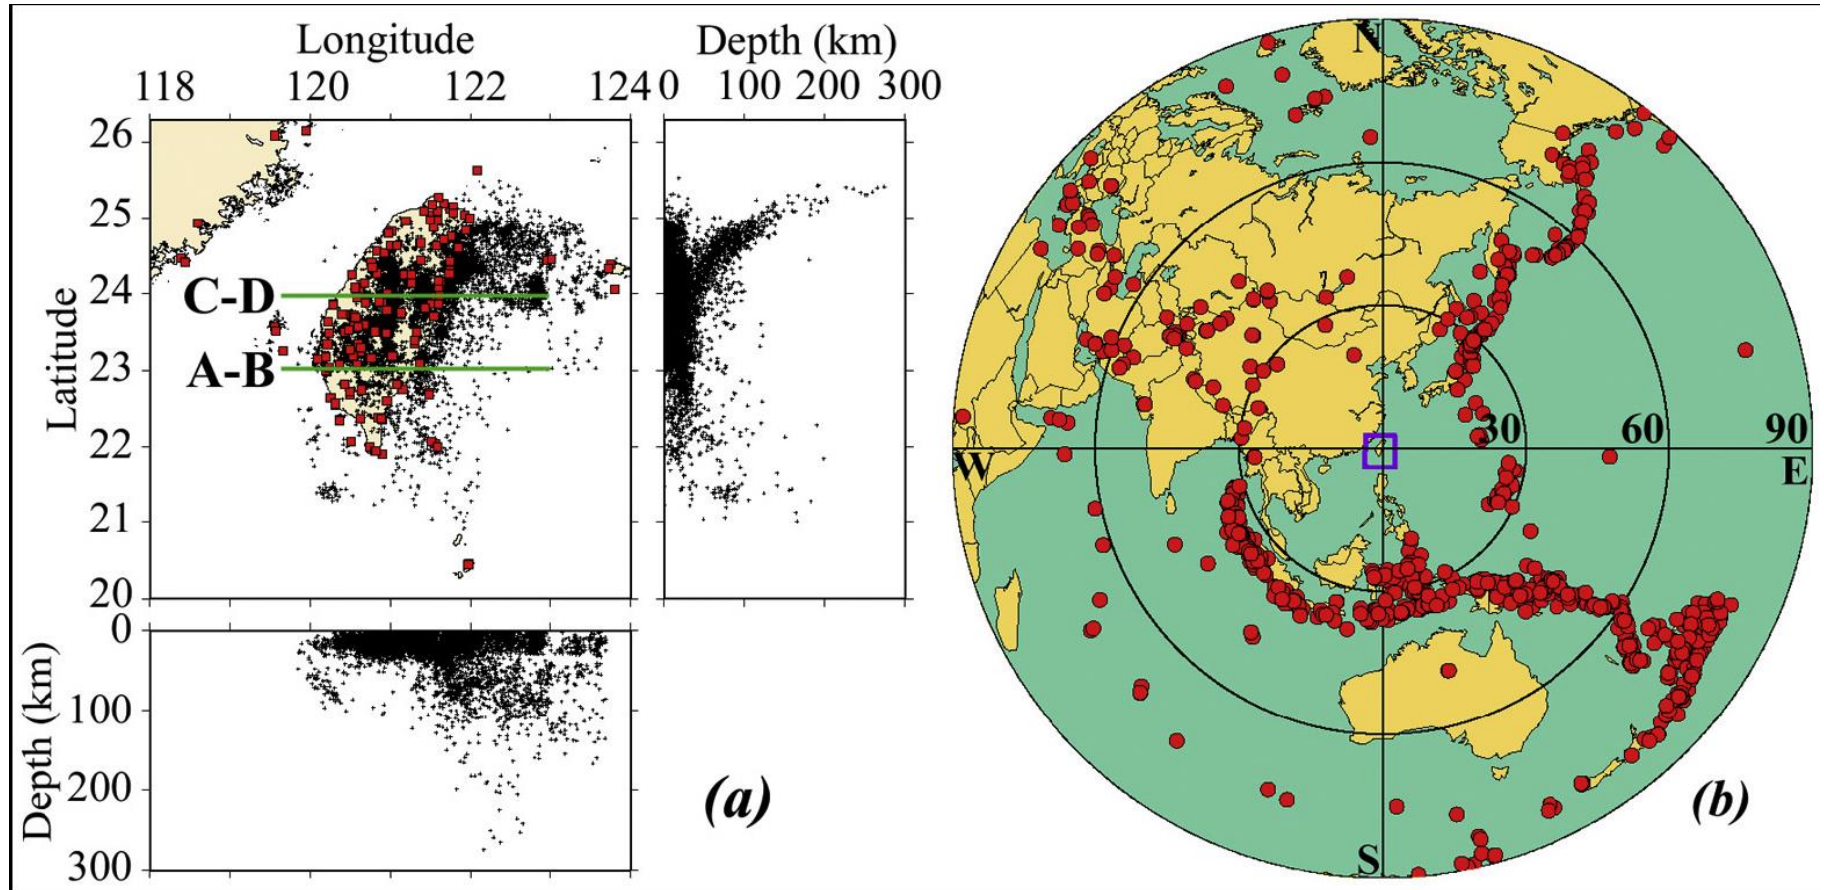 Longitude
Depth (km)
118 120 122 124
0 100 200 300
26
25
24
23
22
21
20
Latitude
C-D
A-B
0
100
200
300
Depth (km)
(a)
N
W
E
S
30 60 90
(b)